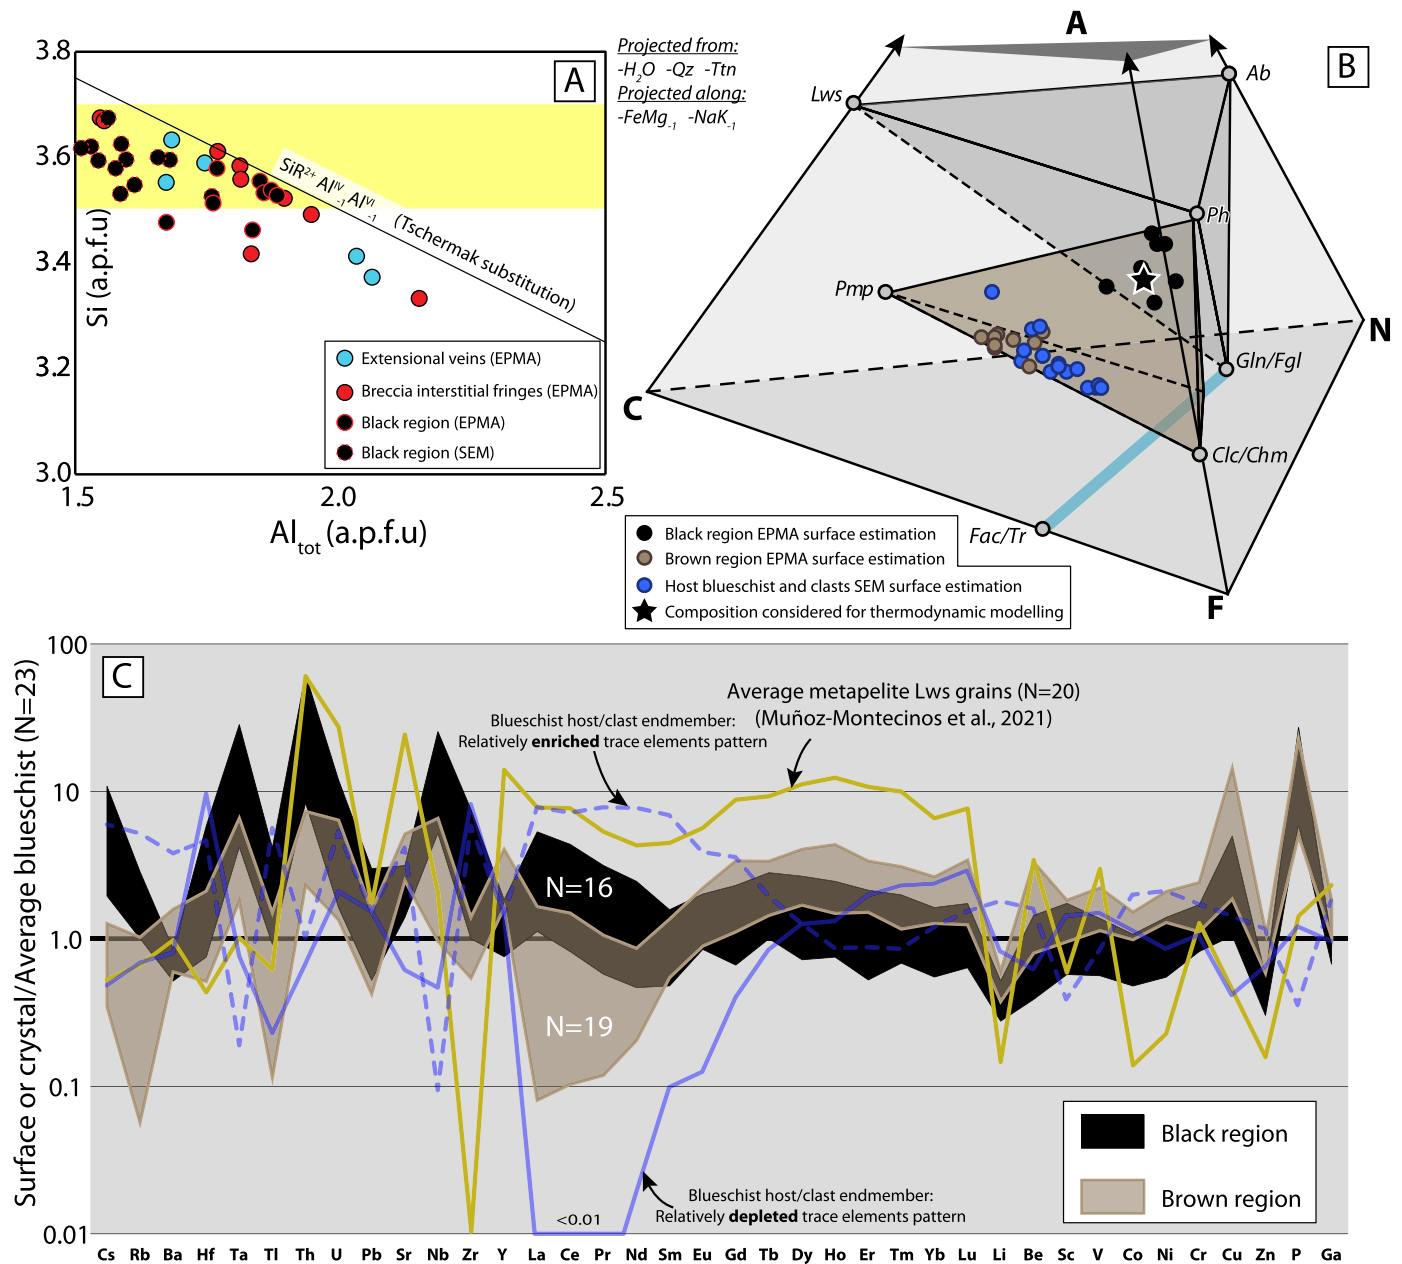 3.8
3.6
3.4
3.2
3.0
1.5
2.0
2.5
Si (a.p.f.u)
Al_tot (a.p.f.u)
A
SiR²⁺ Al^IV_-1 Al^VI_-1 (Tschermak substitution)
Extensional veins (EPMA)
Breccia interstitial fringes (EPMA)
Black region (EPMA)
Black region (SEM)
Projected from:
-H₂O -Qz -Ttn
Projected along:
-FeMg₋₁ -NaK₋₁
A
B
Lws
Ab
Ph
Pmp
N
Gln/Fgl
C
Clc/Chm
Fac/Tr
F
Black region EPMA surface estimation
Brown region EPMA surface estimation
Host blueschist and clasts SEM surface estimation
Composition considered for thermodynamic modelling
C
Surface or crystal/Average blueschist (N=23)
100
10
1.0
0.1
0.01
Average metapelite Lws grains (N=20)
(Muñoz-Montecinos et al., 2021)
Blueschist host/clast endmember:
Relatively enriched trace elements pattern
N=16
N=19
<0.01
Blueschist host/clast endmember:
Relatively depleted trace elements pattern
Black region
Brown region
Cs Rb Ba Hf Ta Tl Th U Pb Sr Nb Zr Y La Ce Pr Nd Sm Eu Gd Tb Dy Ho Er Tm Yb Lu Li Be Sc V Co Ni Cr Cu Zn P Ga